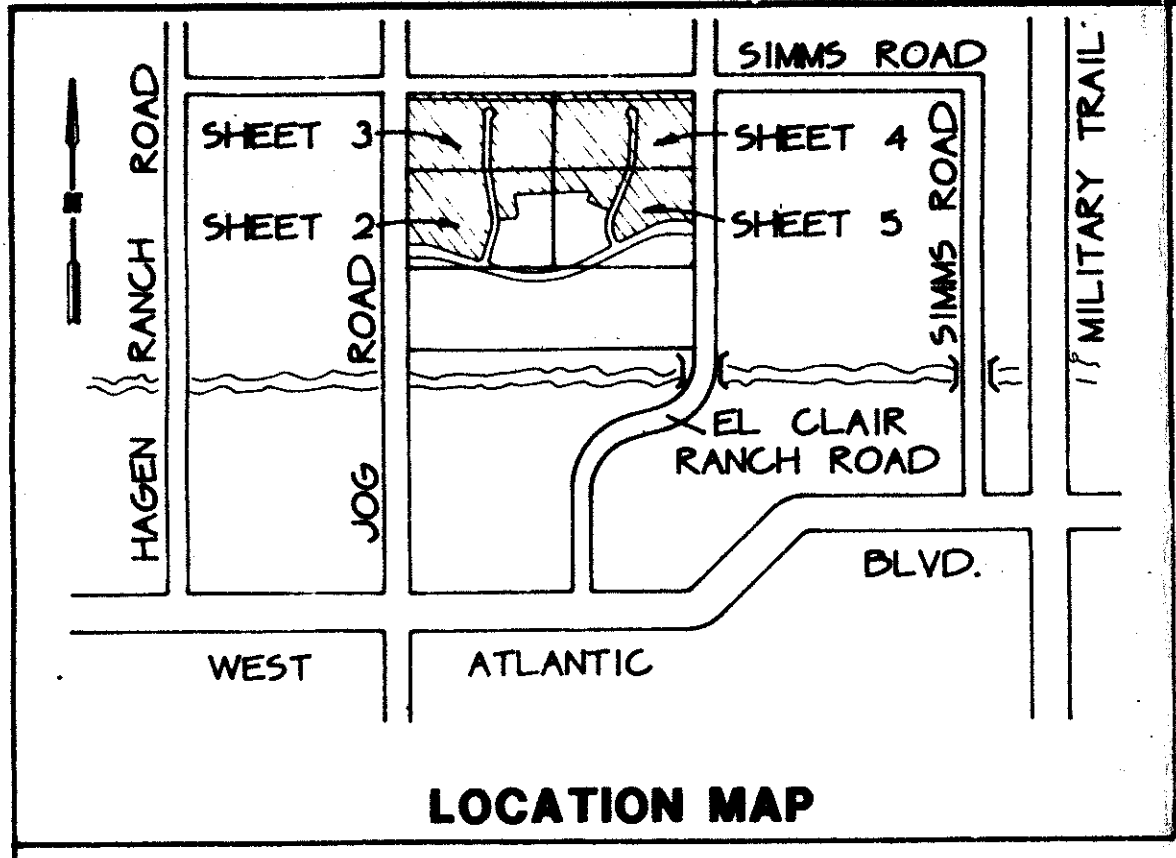 SIMMS ROAD
HAGEN RANCH ROAD
SHEET 3
SHEET 4
N
SHEET 2
SHEET 5
JOG ROAD
SIMMS ROAD
MILITARY TRAIL
EL CLAIR
RANCH ROAD
WEST ATLANTIC BLVD.
LOCATION MAP